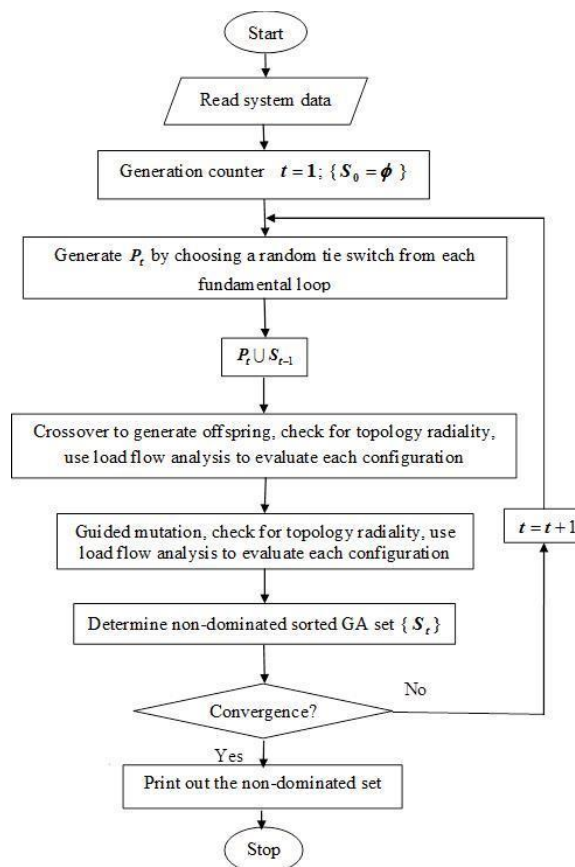 Start
Read system data
Generation counter t = 1; { S₀ = ϕ }
Generate Pₜ by choosing a random tie switch from each
fundamental loop
Pₜ ∪ Sₜ₋₁
Crossover to generate offspring, check for topology radiality,
use load flow analysis to evaluate each configuration
Guided mutation, check for topology radiality, use
load flow analysis to evaluate each configuration
t = t + 1
Determine non-dominated sorted GA set { Sₜ }
Convergence?
No
Yes
Print out the non-dominated set
Stop